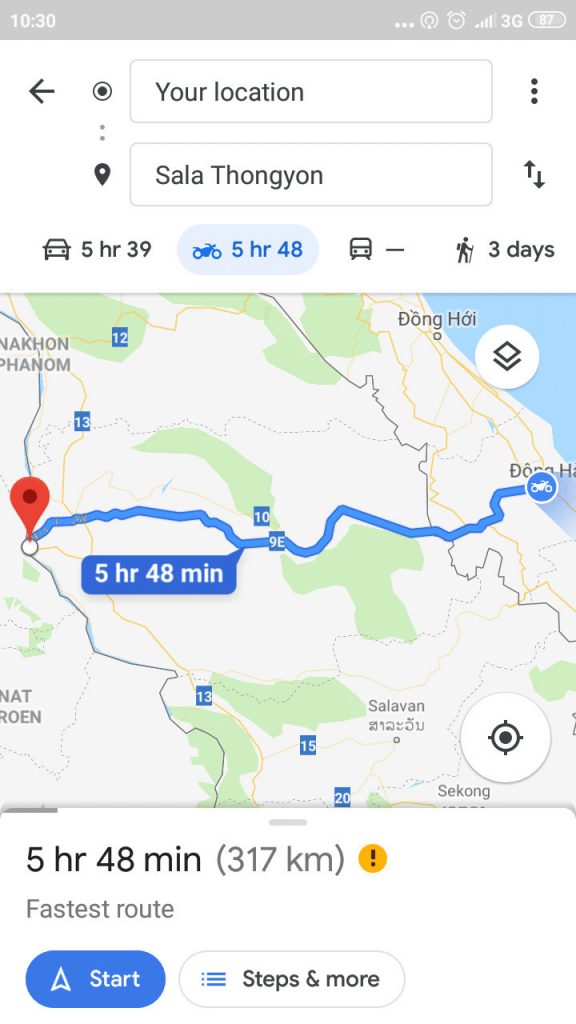 10:30
3G 87
Your location
Sala Thongyon
5 hr 39
5 hr 48
—
3 days
Đồng Hới
NAKHON
PHANOM
12
13
Đông Hà
10
9E
5 hr 48 min
NAT
ROEN
13
Salavan
ສາລະວັນ
15
20
Sekong
5 hr 48 min (317 km)
Fastest route
Start
Steps & more